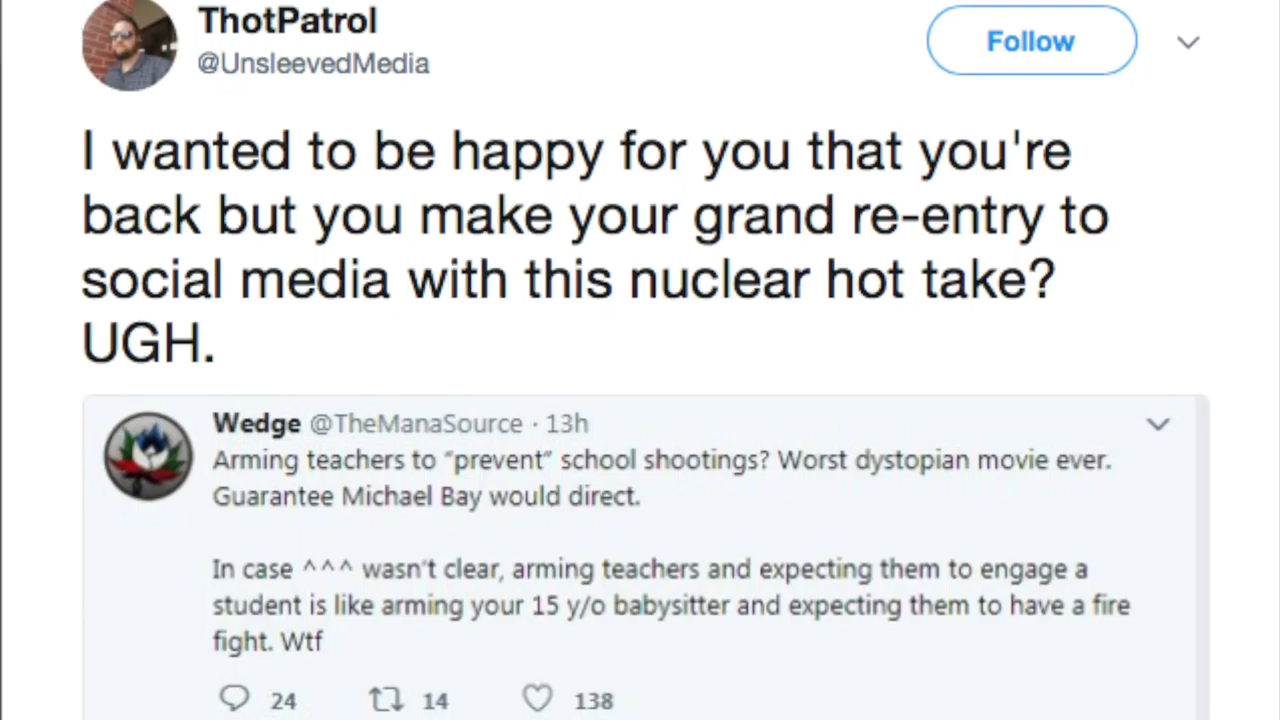 ThotPatrol
@UnsleevedMedia
Follow
I wanted to be happy for you that you're
back but you make your grand re-entry to
social media with this nuclear hot take?
UGH.
Wedge @TheManaSource · 13h
Arming teachers to “prevent” school shootings? Worst dystopian movie ever.
Guarantee Michael Bay would direct.
In case ^^^ wasn't clear, arming teachers and expecting them to engage a
student is like arming your 15 y/o babysitter and expecting them to have a fire
fight. Wtf
24 14 138